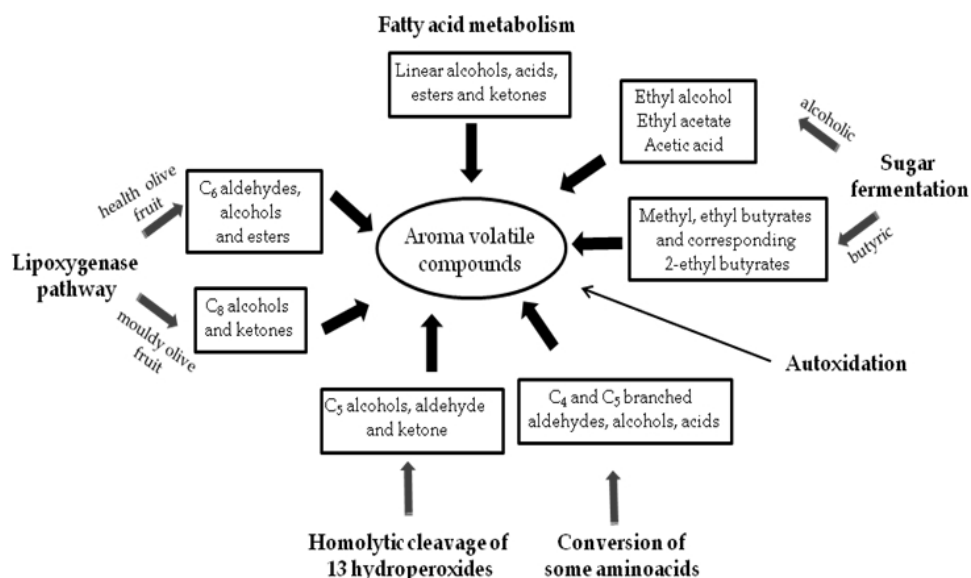 Fatty acid metabolism
Linear alcohols, acids,
esters and ketones
Ethyl alcohol
Ethyl acetate
Acetic acid
alcoholic
Sugar
fermentation
butyric
Methyl, ethyl butyrates
and corresponding
2-ethyl butyrates
health olive
fruit
C₆ aldehydes,
alcohols
and esters
Aroma volatile
compounds
Lipoxygenase
pathway
mouldy olive
fruit
C₈ alcohols
and ketones
Autoxidation
C₅ alcohols, aldehyde
and ketone
C₄ and C₅ branched
aldehydes, alcohols, acids
Homolytic cleavage of
13 hydroperoxides
Conversion of
some aminoacids